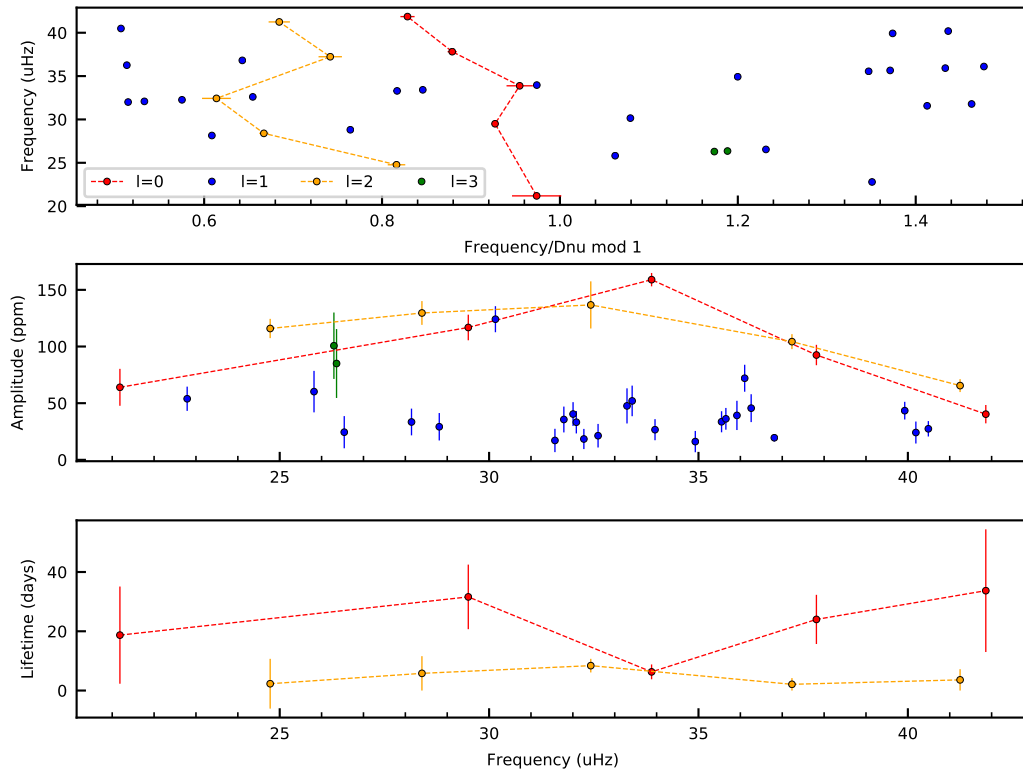 40
35
30
25
20
Frequency (uHz)
l=0 l=1 l=2 l=3
0.6 0.8 1.0 1.2 1.4
Frequency/Dnu mod 1
150
100
50
0
Amplitude (ppm)
25 30 35 40
40
20
0
Lifetime (days)
25 30 35 40
Frequency (uHz)